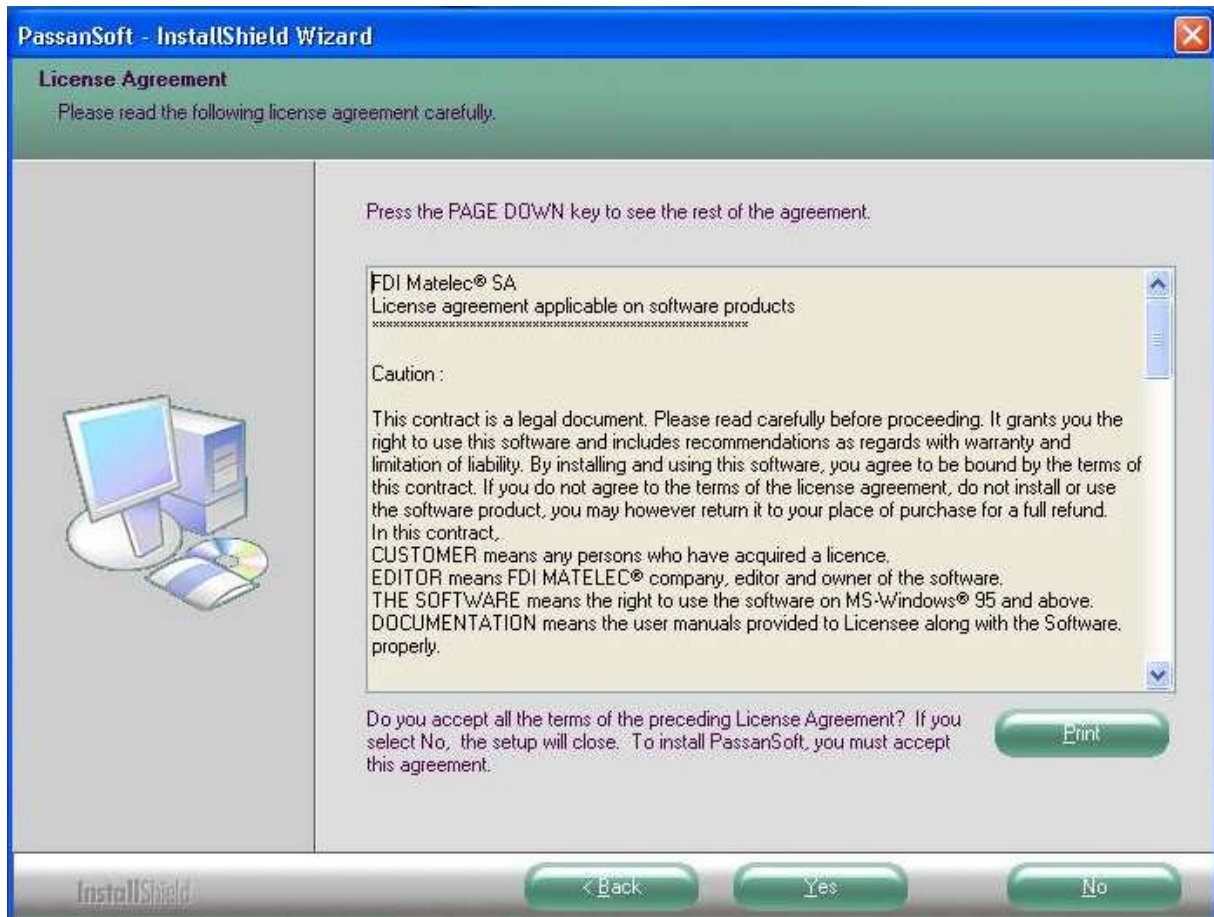 PassanSoft - InstallShield Wizard
License Agreement
Please read the following license agreement carefully.
Press the PAGE DOWN key to see the rest of the agreement.
FDI Matelec® SA
License agreement applicable on software products
******************************************************
Caution :
This contract is a legal document. Please read carefully before proceeding. It grants you the
right to use this software and includes recommendations as regards with warranty and
limitation of liability. By installing and using this software, you agree to be bound by the terms of
this contract. If you do not agree to the terms of the license agreement, do not install or use
the software product, you may however return it to your place of purchase for a full refund.
In this contract,
CUSTOMER means any persons who have acquired a licence.
EDITOR means FDI MATELEC® company, editor and owner of the software.
THE SOFTWARE means the right to use the software on MS-Windows® 95 and above.
DOCUMENTATION means the user manuals provided to Licensee along with the Software.
properly.
Do you accept all the terms of the preceding License Agreement? If you
select No, the setup will close. To install PassanSoft, you must accept
this agreement.
Print
InstallShield
< Back
Yes
No